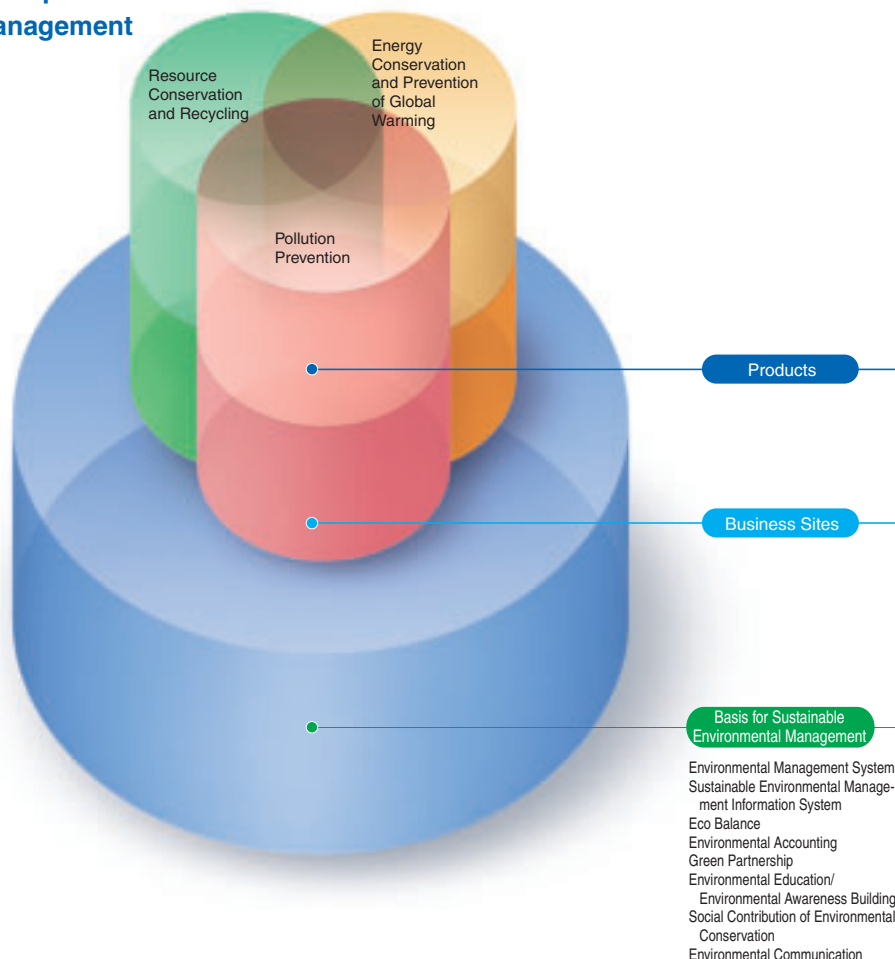 anagement
Resource
Conservation
and Recycling
Energy
Conservation
and Prevention
of Global
Warming
Pollution
Prevention
Products
Business Sites
Basis for Sustainable
Environmental Management
Environmental Management System
Sustainable Environmental Manage-
ment Information System
Eco Balance
Environmental Accounting
Green Partnership
Environmental Education/
Environmental Awareness Building
Social Contribution of Environmental
Conservation
Environmental Communication